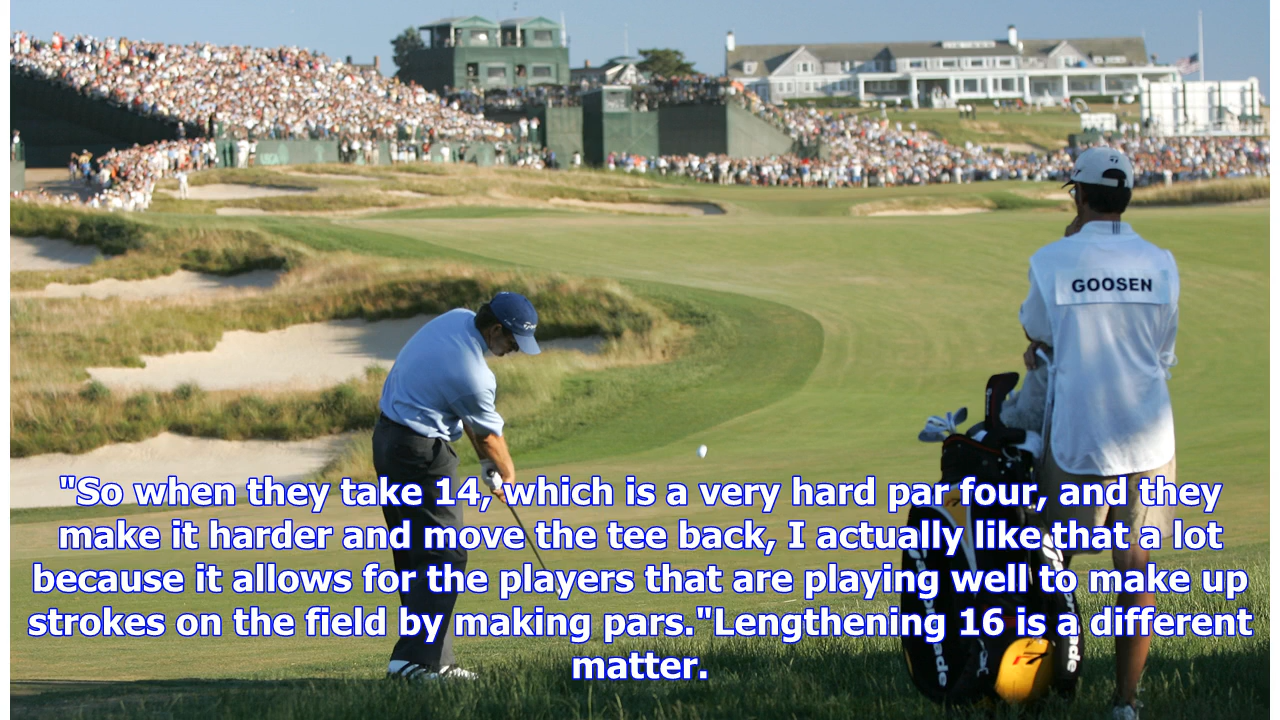 GOOSEN
"So when they take 14, which is a very hard par four, and they
make it harder and move the tee back, I actually like that a lot
because it allows for the players that are playing well to make up
strokes on the field by making pars."Lengthening 16 is a different
matter.